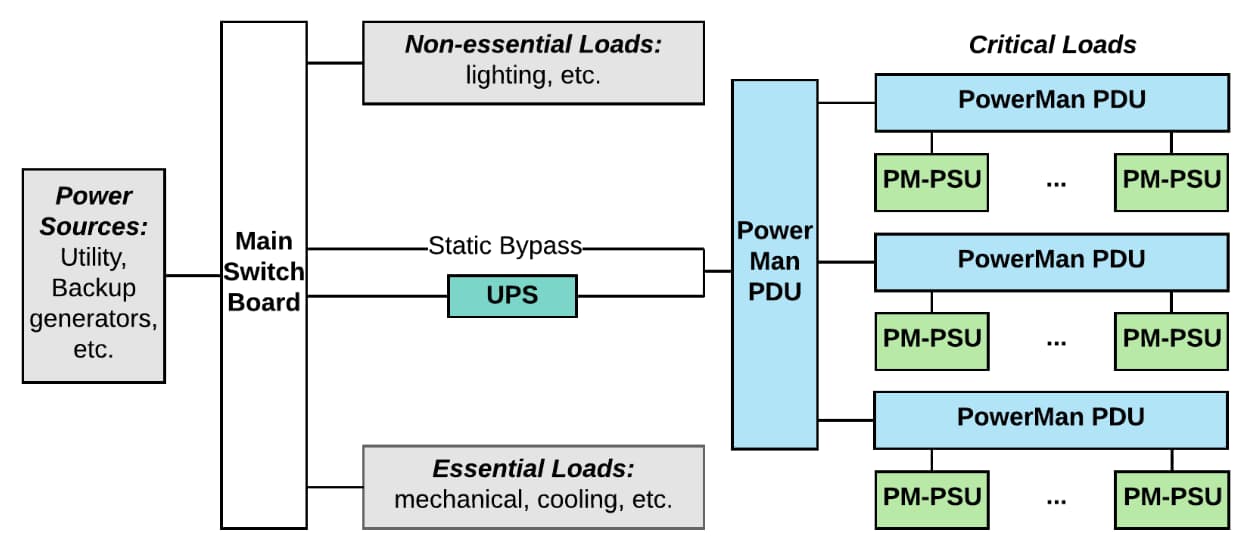 Power
Sources:
Utility,
Backup
generators,
etc.
Main
Switch
Board
Non-essential Loads:
lighting, etc.
Static Bypass
UPS
Essential Loads:
mechanical, cooling, etc.
Power
Man
PDU
Critical Loads
PowerMan PDU
PM-PSU ... PM-PSU
PowerMan PDU
PM-PSU ... PM-PSU
PowerMan PDU
PM-PSU ... PM-PSU